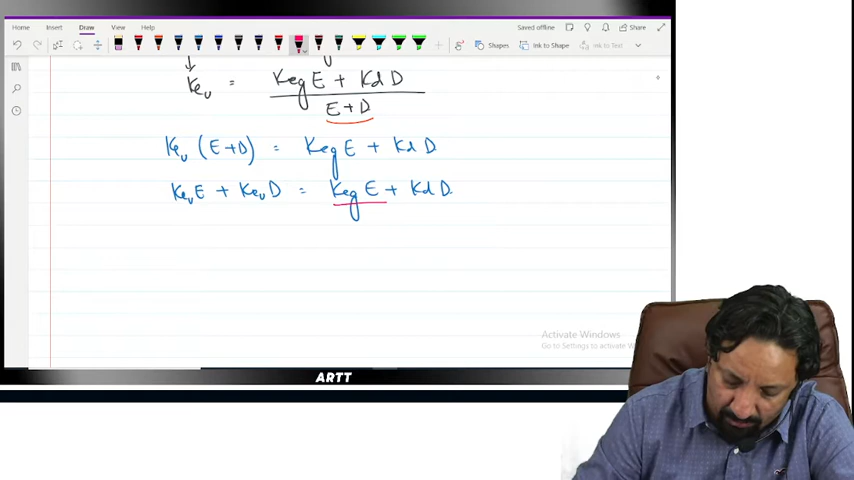 Home Insert Draw View Help Saved offline Share
Shapes Ink to Shape Ink to Text
Keu = Keg E + Kd D
E + D
Keu (E+D) = Keg E + Kd D
Keu E + Keu D = Keg E + Kd D
Activate Windows
Go to Settings to activate
ARTT